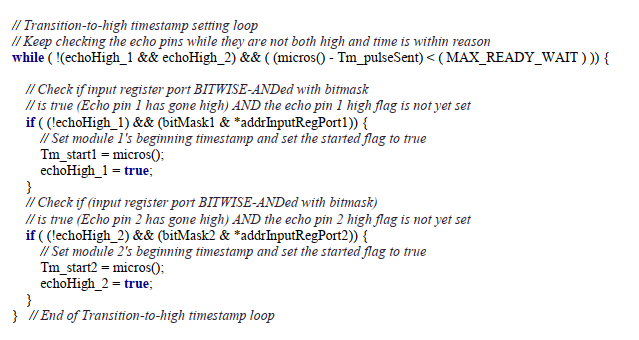 // Transition-to-high timestamp setting loop
// Keep checking the echo pins while they are not both high and time is within reason
while ( !(echoHigh_1 && echoHigh_2) && ( (micros() - Tm_pulseSent) < ( MAX_READY_WAIT ) )) {
// Check if input register port BITWISE-ANDed with bitmask
// is true (Echo pin 1 has gone high) AND the echo pin 1 high flag is not yet set
if ( (!echoHigh_1) && (bitMask1 & *addrInputRegPort1)) {
// Set module 1's beginning timestamp and set the started flag to true
Tm_start1 = micros();
echoHigh_1 = true;
}
// Check if (input register port BITWISE-ANDed with bitmask)
// is true (Echo pin 2 has gone high) AND the echo pin 2 high flag is not yet set
if ( (!echoHigh_2) && (bitMask2 & *addrInputRegPort2)) {
// Set module 2's beginning timestamp and set the started flag to true
Tm_start2 = micros();
echoHigh_2 = true;
}
} // End of Transition-to-high timestamp loop